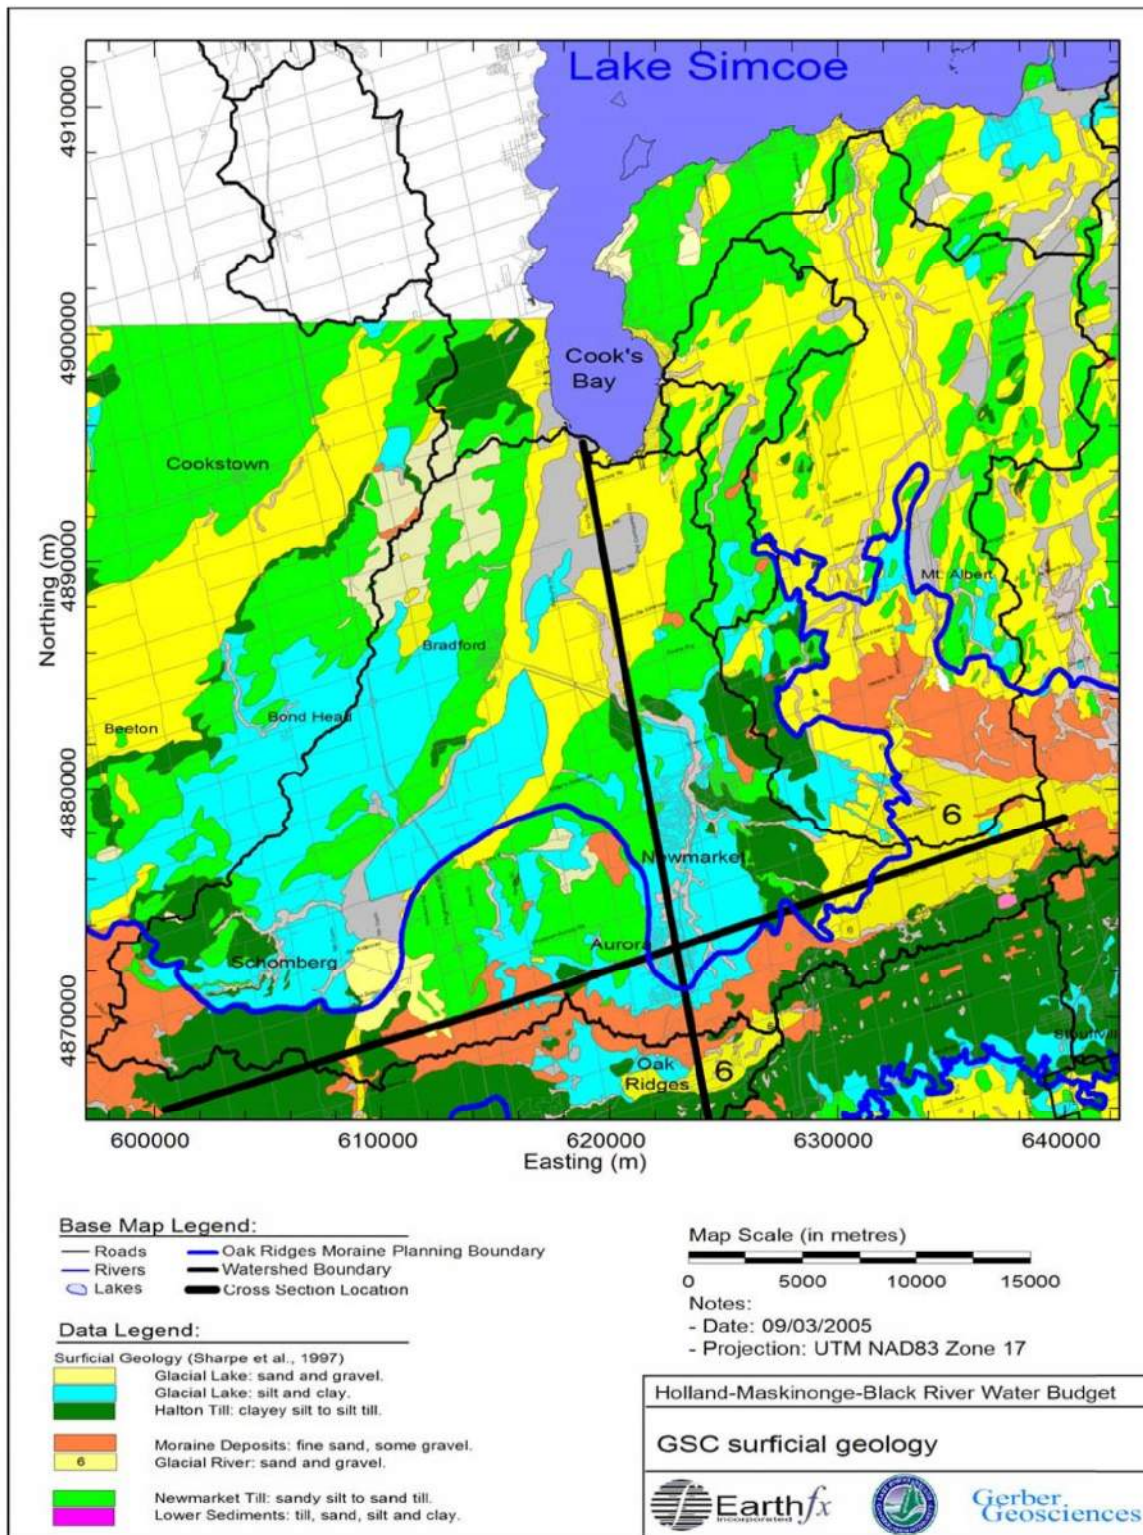 Lake Simcoe
4910000
4900000
Cook's
Bay
Cookstown
4890000
Mt. Albert
Northing (m)
Bradford
Bond Head
Beeton
4880000
6
Newmarket
Aurora
Schomberg
4870000
Oak
Ridges
6
600000
610000
620000
630000
640000
Easting (m)
Base Map Legend:
Roads
Oak Ridges Moraine Planning Boundary
Rivers
Watershed Boundary
Lakes
Cross Section Location
Map Scale (in metres)
0
5000
10000
15000
Notes:
- Date: 09/03/2005
- Projection: UTM NAD83 Zone 17
Data Legend:
Surficial Geology (Sharpe et al., 1997)
Glacial Lake: sand and gravel.
Glacial Lake: silt and clay.
Halton Till: clayey silt to silt till.
Moraine Deposits: fine sand, some gravel.
6 Glacial River: sand and gravel.
Newmarket Till: sandy silt to sand till.
Lower Sediments: till, sand, silt and clay.
Holland-Maskinonge-Black River Water Budget
GSC surficial geology
Earthfx
Incorporated
Gerber
Geosciences